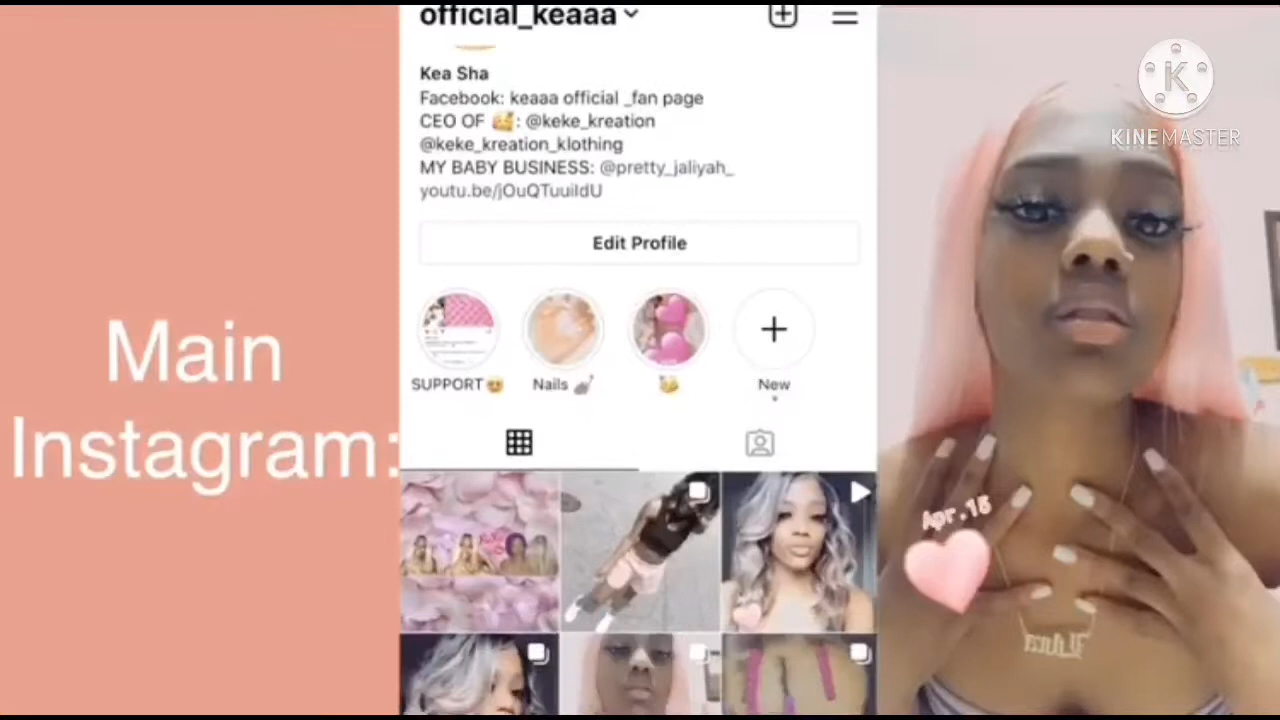 Main
Instagram:
official_keaaa
Kea Sha
Facebook: keaaa official _fan page
CEO OF 🥰: @keke_kreation
@keke_kreation_klothing
MY BABY BUSINESS: @pretty_jaliyah_
youtu.be/jOuQTuuiIdU
Edit Profile
SUPPORT😍
Nails 💅
New
K
KINEMASTER
Apr.15